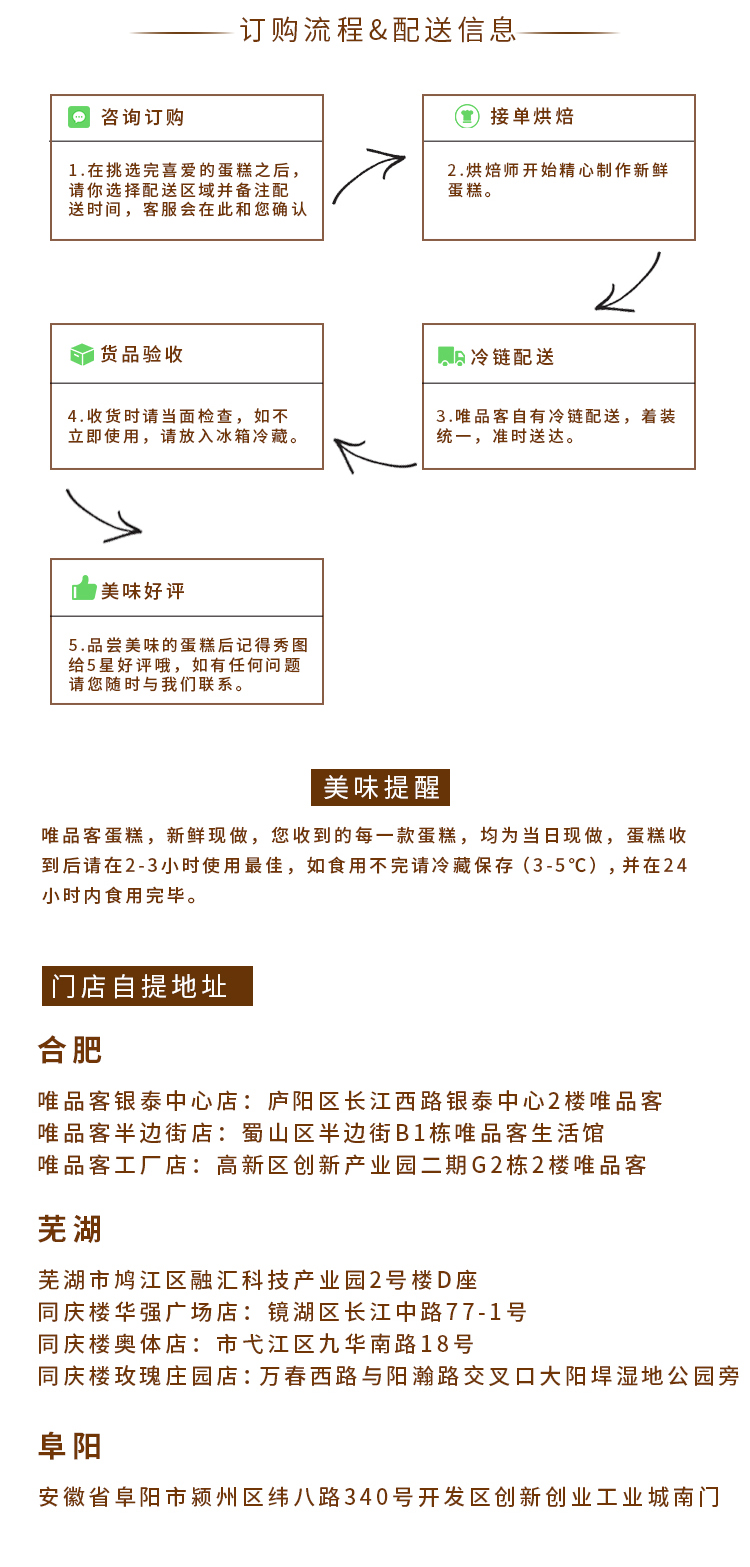 订购流程&配送信息
咨询订购
1.在挑选完喜爱的蛋糕之后，
请你选择配送区域并备注配
送时间，客服会在此和您确认
接单烘焙
2.烘焙师开始精心制作新鲜
蛋糕。
冷链配送
3.唯品客自有冷链配送，着装
统一，准时送达。
货品验收
4.收货时请当面检查，如不
立即使用，请放入冰箱冷藏。
美味好评
5.品尝美味的蛋糕后记得秀图
给5星好评哦，如有任何问题
请您随时与我们联系。
美味提醒
唯品客蛋糕，新鲜现做，您收到的每一款蛋糕，均为当日现做，蛋糕收
到后请在2-3小时使用最佳，如食用不完请冷藏保存（3-5℃），并在24
小时内食用完毕。
门店自提地址
合肥
唯品客银泰中心店：庐阳区长江西路银泰中心2楼唯品客
唯品客半边街店：蜀山区半边街B1栋唯品客生活馆
唯品客工厂店：高新区创新产业园二期G2栋2楼唯品客
芜湖
芜湖市鸠江区融汇科技产业园2号楼D座
同庆楼华强广场店：镜湖区长江中路77-1号
同庆楼奥体店：市弋江区九华南路18号
同庆楼玫瑰庄园店：万春西路与阳瀚路交叉口大阳垾湿地公园旁
阜阳
安徽省阜阳市颍州区纬八路340号开发区创新创业工业城南门